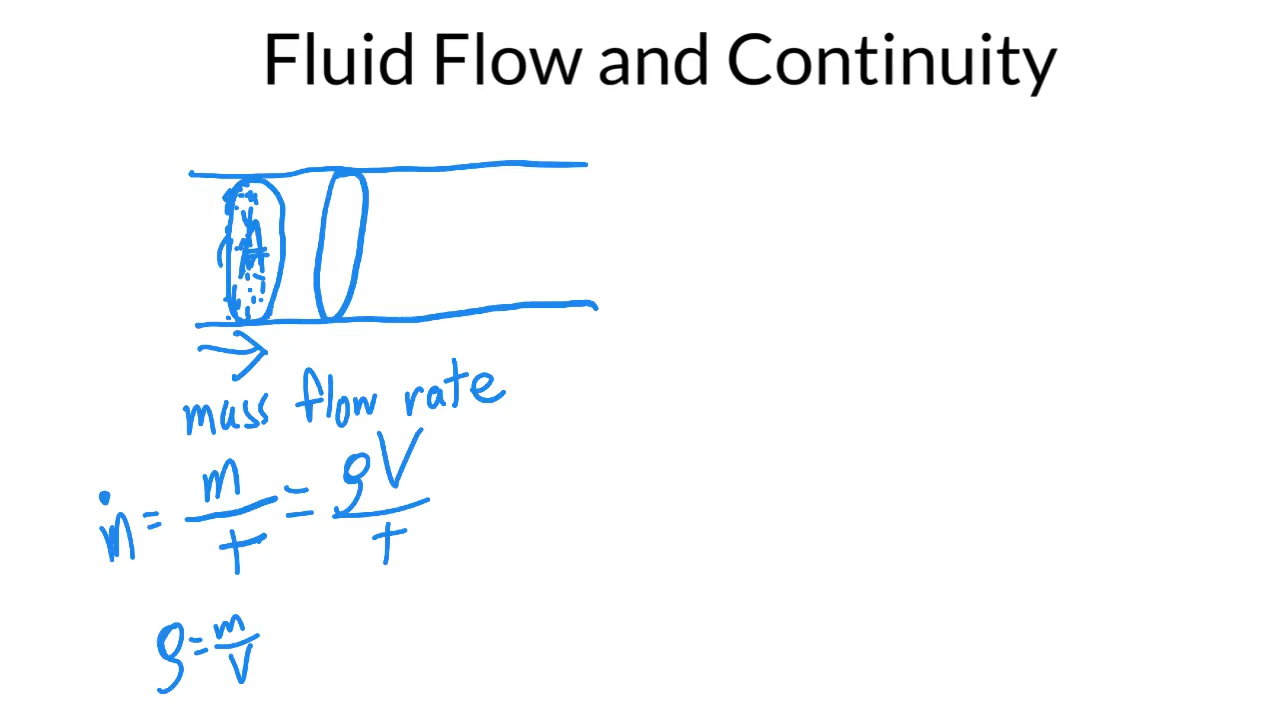 Fluid Flow and Continuity
A
mass flow rate
ṁ = m/t = ρV/t
ρ = m/V